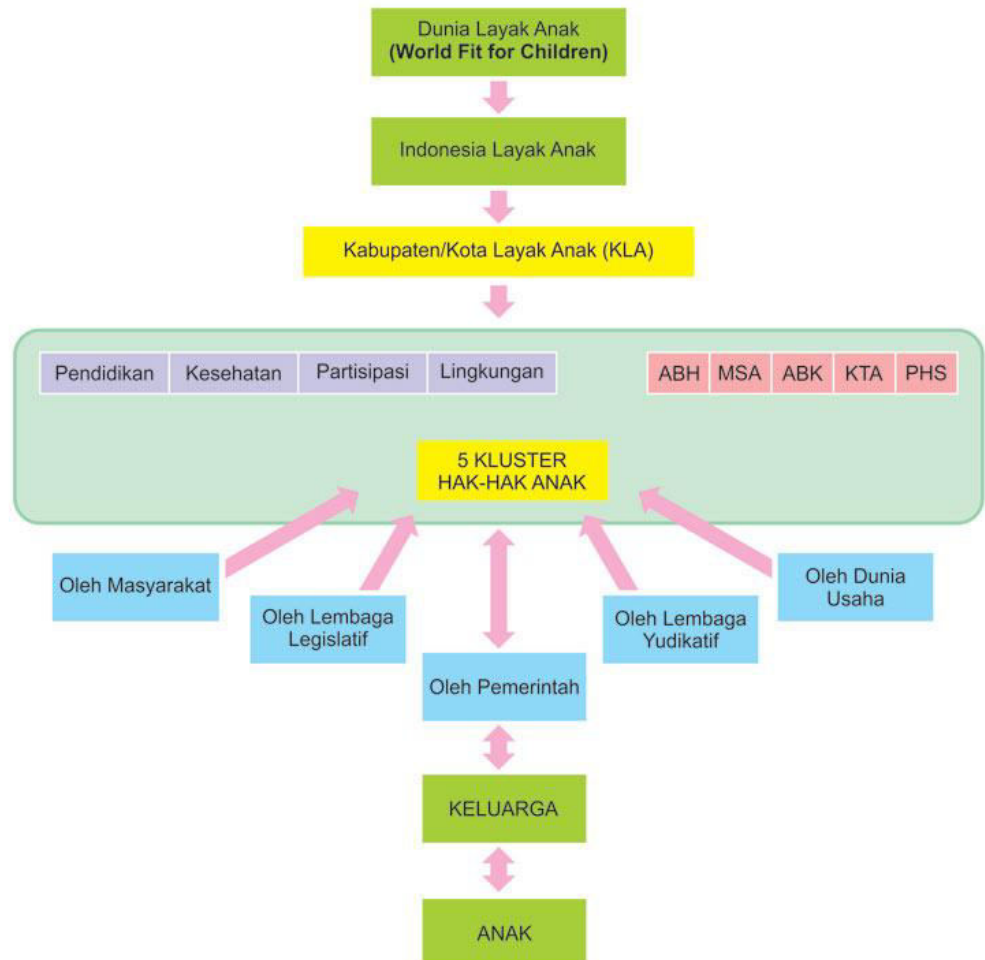 Dunia Layak Anak
(World Fit for Children)
Indonesia Layak Anak
Kabupaten/Kota Layak Anak (KLA)
Pendidikan Kesehatan Partisipasi Lingkungan ABH MSA ABK KTA PHS
5 KLUSTER
HAK-HAK ANAK
Oleh Masyarakat
Oleh Lembaga
Legislatif
Oleh Pemerintah
Oleh Lembaga
Yudikatif
Oleh Dunia
Usaha
KELUARGA
ANAK